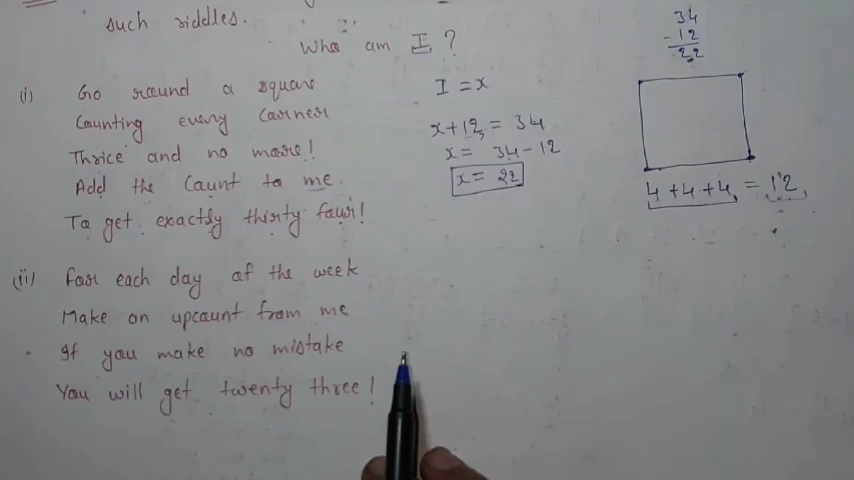 such riddles.
Who am I ?
(i) Go round a square
Counting every Corner
Thrice and no more!
Add the Count to me
To get exactly thirty four!
(ii) For each day of the week
Make an upcount from me
If you make no mistake
You will get twenty three!
I = x
x + 12 = 34
x = 34 - 12
x = 22
34
- 12
22
4 + 4 + 4 = 12